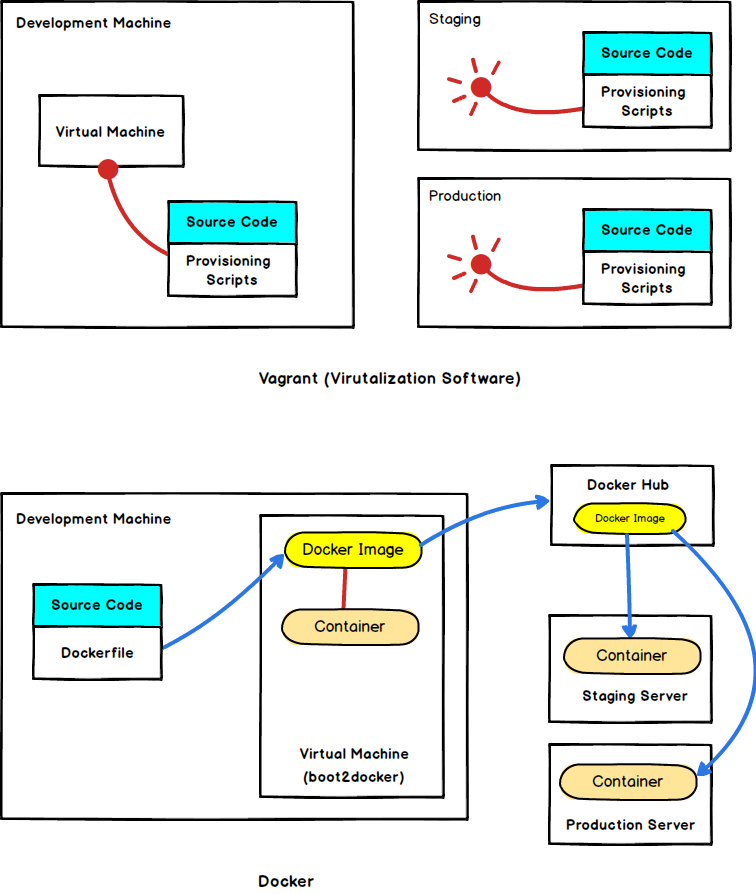 Development Machine
Virtual Machine
Source Code
Provisioning
Scripts
Staging
Source Code
Provisioning
Scripts
Production
Source Code
Provisioning
Scripts
Vagrant (Virutalization Software)
Development Machine
Source Code
Dockerfile
Docker Image
Container
Virtual Machine
(boot2docker)
Docker Hub
Docker Image
Container
Staging Server
Container
Production Server
Docker